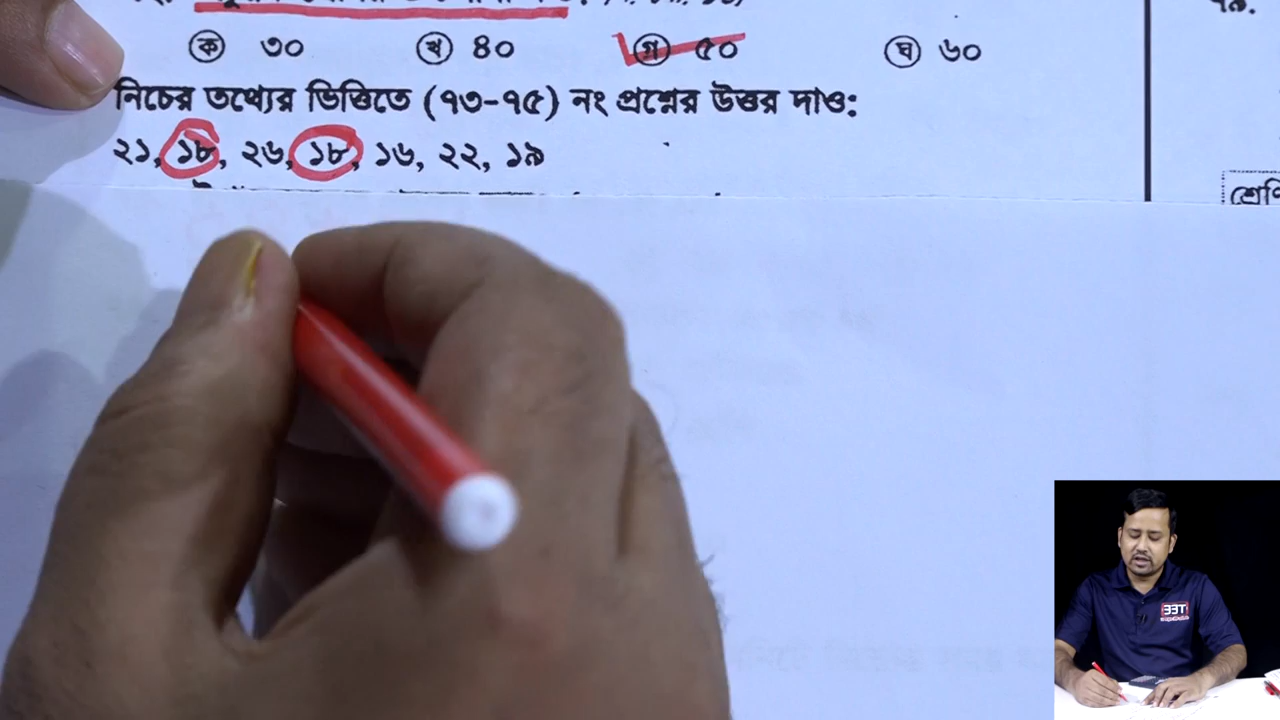 ক ৩০ খ ৪০ গ ৫০ ঘ ৬০
নিচের তথ্যের ভিত্তিতে (৭৩-৭৫) নং প্রশ্নের উত্তর দাও:
২১, ১৮, ২৬, ১৮, ১৬, ২২, ১৯